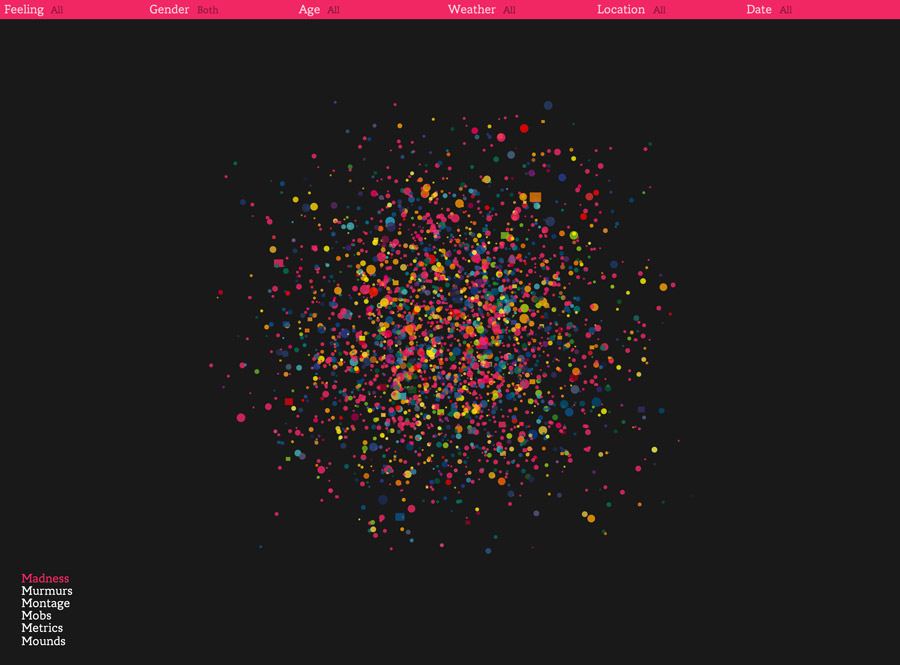 Feeling All Gender Both Age All Weather All Location All Date All
Madness
Murmurs
Montage
Mobs
Metrics
Mounds